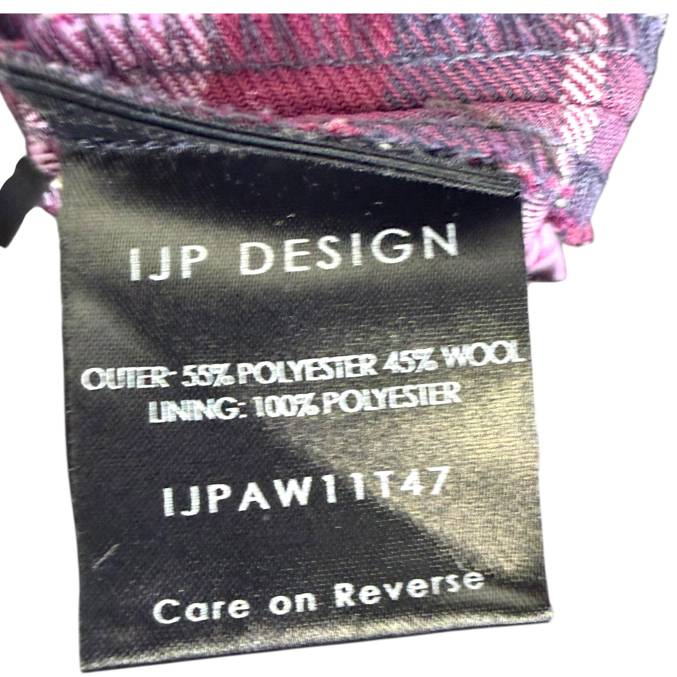 IJP DESIGN
OUTER- 55% POLYESTER 45% WOOL
LINING: 100% POLYESTER
IJPAW11T47
Care on Reverse